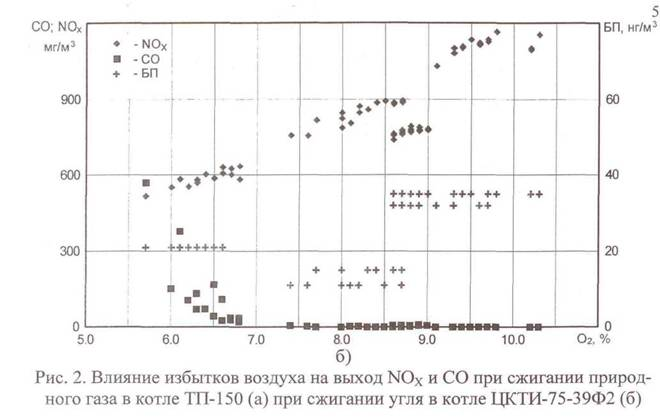 5
CO; NOX
мг/м³
БП, нг/м³
- NOX
- CO
- БП
900
600
300
0
60
40
20
0
5.0 6.0 7.0 8.0 9.0 10.0 O2, %
б)
Рис. 2. Влияние избытков воздуха на выход NOX и СО при сжигании природ-
ного газа в котле ТП-150 (а) при сжигании угля в котле ЦКТИ-75-39Ф2 (б)